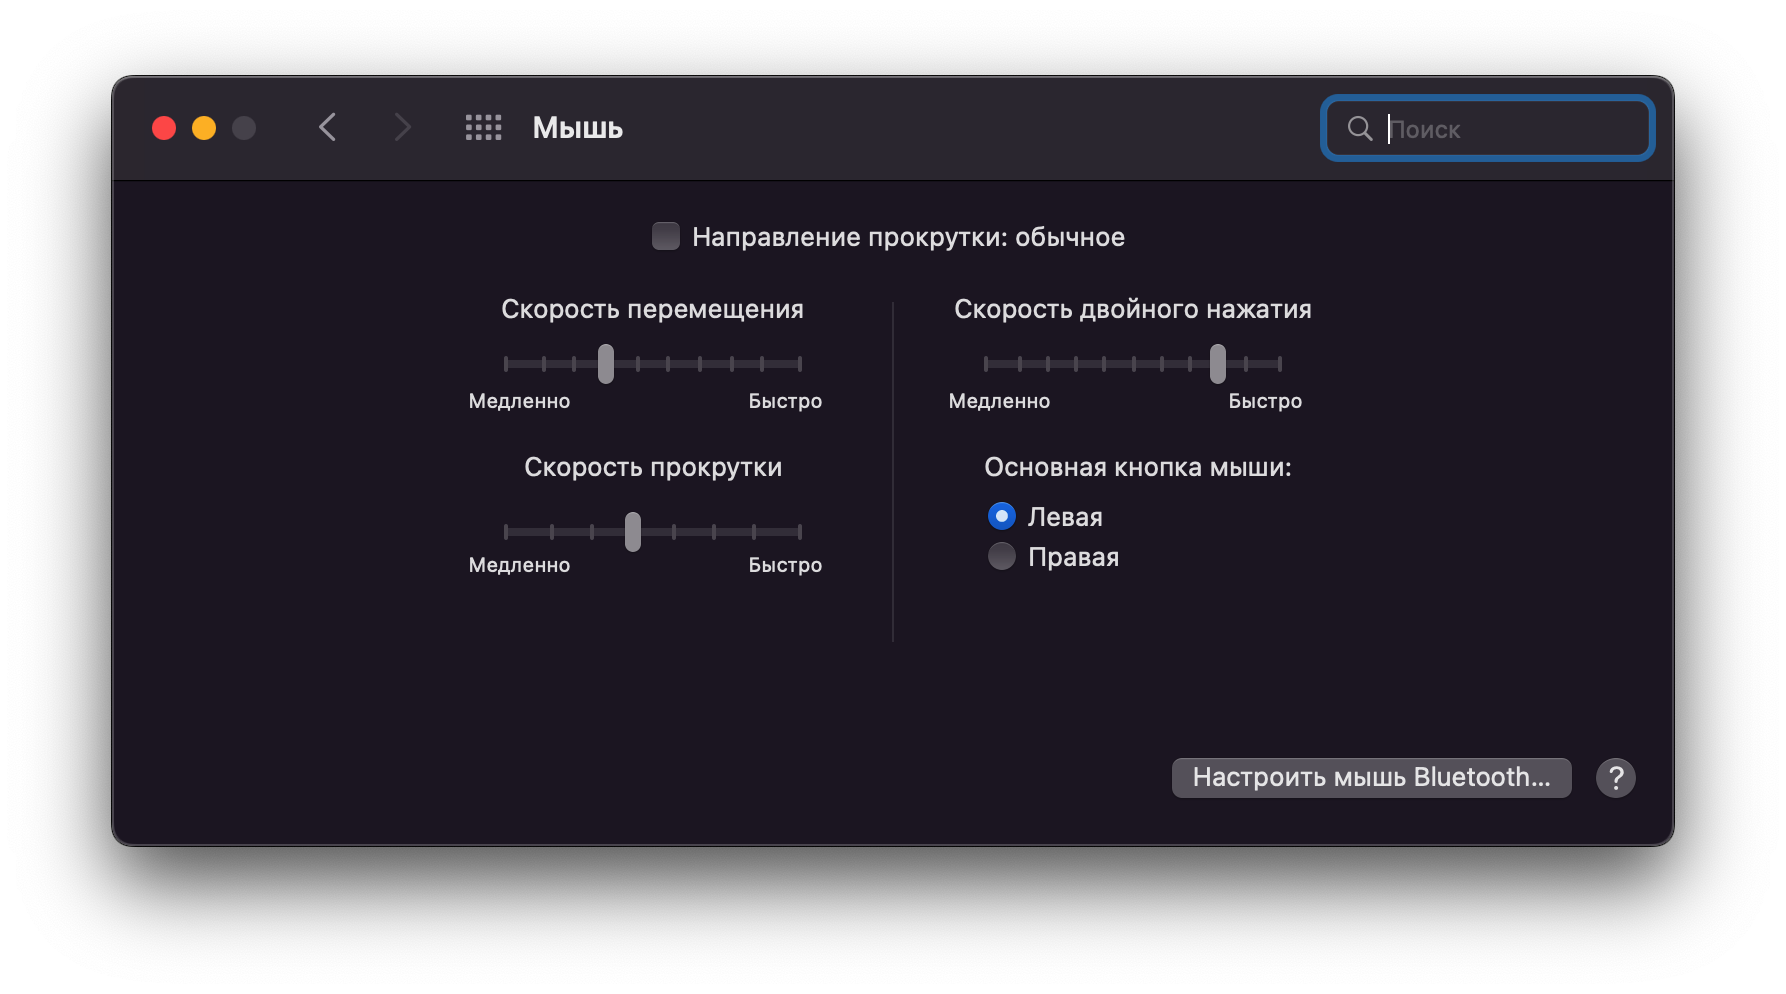 Мышь
Поиск
Направление прокрутки: обычное
Скорость перемещения
Медленно Быстро
Скорость двойного нажатия
Медленно Быстро
Скорость прокрутки
Медленно Быстро
Основная кнопка мыши:
Левая
Правая
Настроить мышь Bluetooth...
?